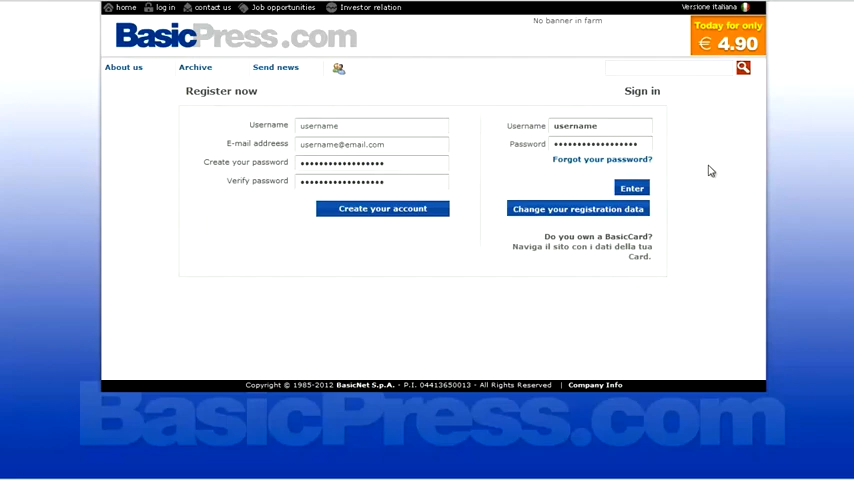 home log in contact us Job opportunities Investor relation Versione italiana
BasicPress.com
No banner in farm
Today for only
€ 4.90
About us Archive Send news
Register now
Sign in
Username username
E-mail addreess username@email.com
Create your password ••••••••••••••••••
Verify password ••••••••••••••••••
Create your account
Username username
Password ••••••••••••••••••
Forgot your password?
Enter
Change your registration data
Do you own a BasicCard?
Naviga il sito con i dati della tua
Card.
Copyright © 1985-2012 BasicNet S.p.A. - P.I. 04413650013 - All Rights Reserved | Company Info
BasicPress.com